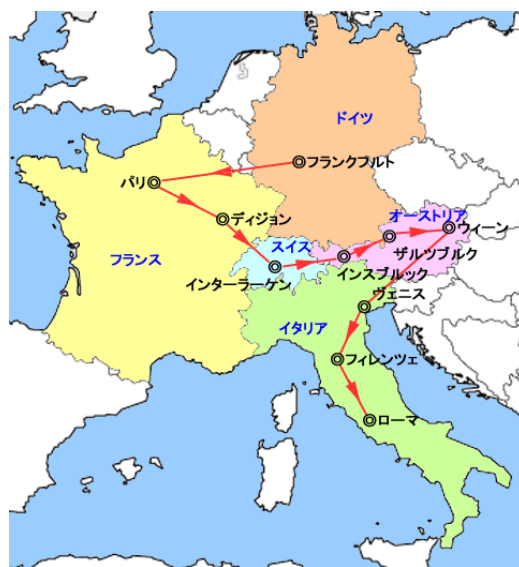 ドイツ
フランクフルト
パリ
ディジョン
オーストリア
ウィーン
スイス
ザルツブルク
フランス
インターラーケン
インスブルック
ヴェニス
イタリア
フィレンツェ
ローマ